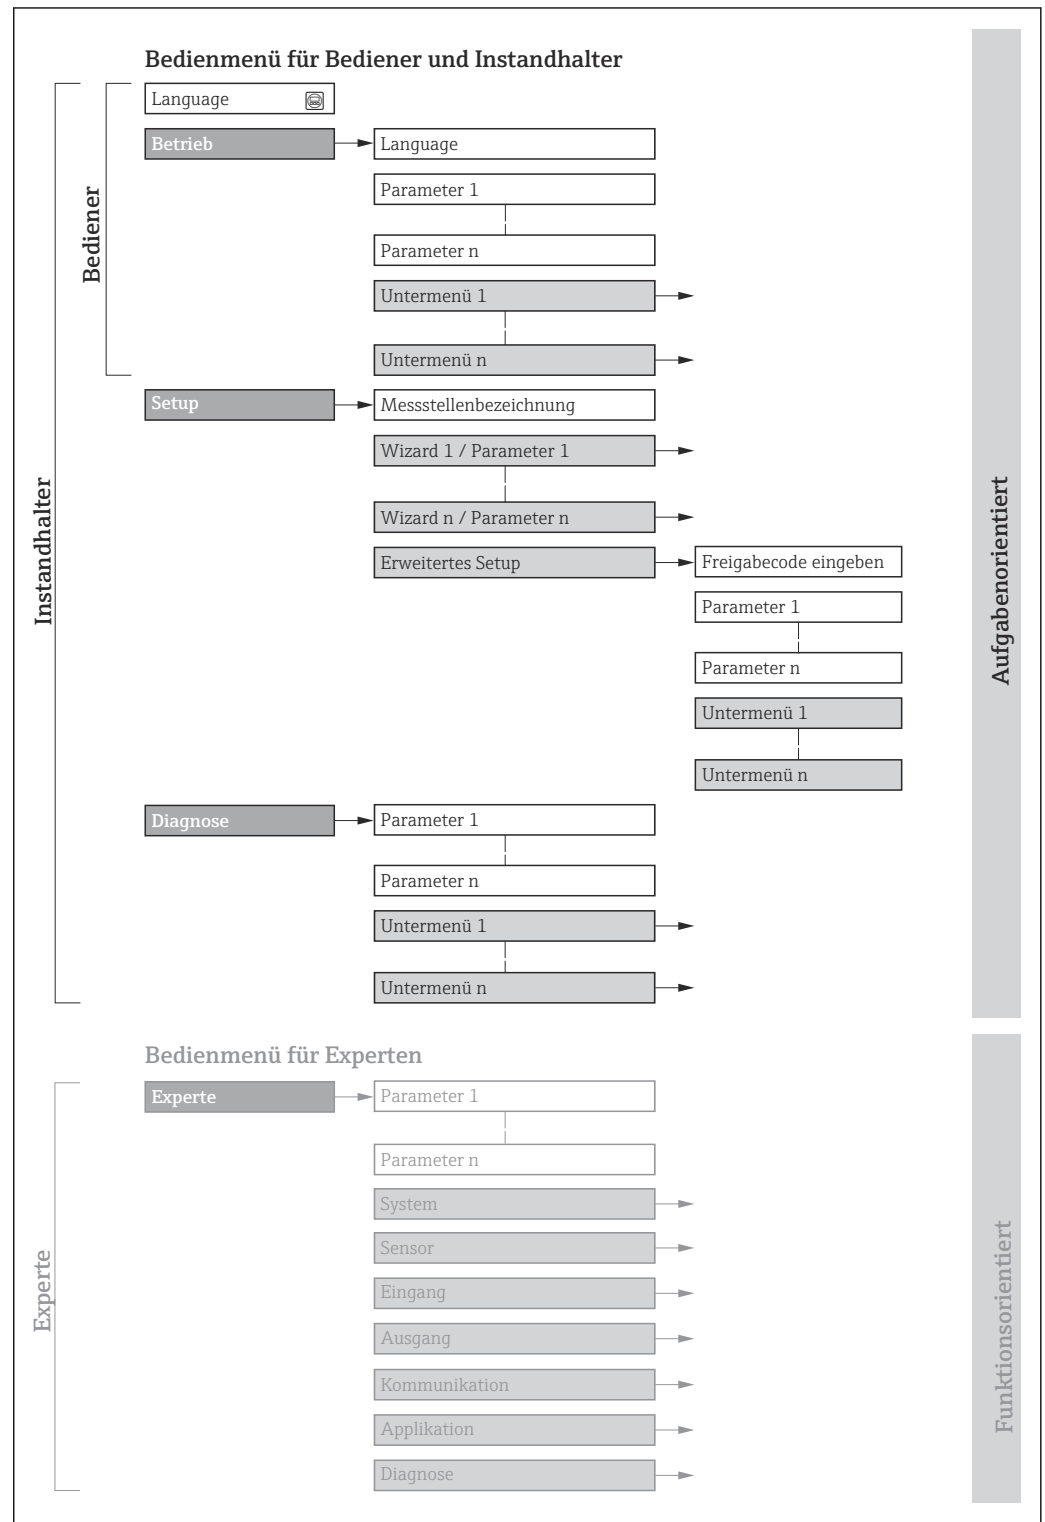 Bedienmenü für Bediener und Instandhalter
Language
Betrieb
Language
Parameter 1
Parameter n
Untermenü 1
Untermenü n
Bediener
Setup
Messstellenbezeichnung
Wizard 1 / Parameter 1
Wizard n / Parameter n
Erweitertes Setup
Freigabecode eingeben
Parameter 1
Parameter n
Untermenü 1
Untermenü n
Instandhalter
Aufgabenorientiert
Diagnose
Parameter 1
Parameter n
Untermenü 1
Untermenü n
Bedienmenü für Experten
Experte
Parameter 1
Parameter n
System
Sensor
Eingang
Ausgang
Kommunikation
Applikation
Diagnose
Experte
Funktionsorientiert